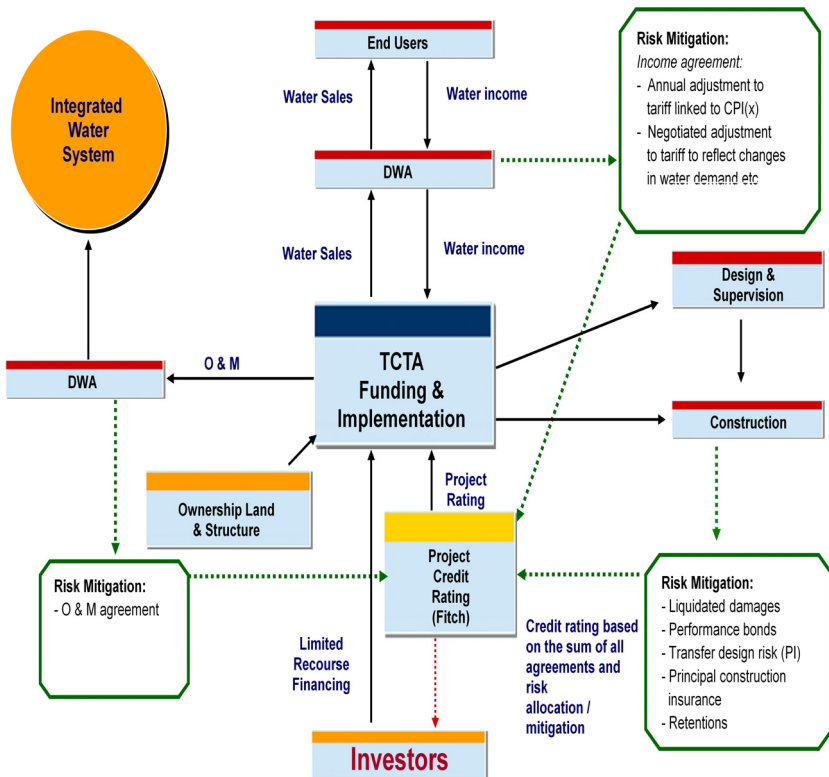 End Users
Water Sales
Water income
Risk Mitigation:
Income agreement:
- Annual adjustment to
tariff linked to CPI(x)
- Negotiated adjustment
to tariff to reflect changes
in water demand etc
Integrated
Water
System
DWA
Water Sales
Water income
Design &
Supervision
TCTA
Funding &
Implementation
O & M
DWA
Construction
Ownership Land
& Structure
Project
Rating
Project
Credit
Rating
(Fitch)
Risk Mitigation:
- O & M agreement
Limited
Recourse
Financing
Credit rating based
on the sum of all
agreements and
risk
allocation /
mitigation
Risk Mitigation:
- Liquidated damages
- Performance bonds
- Transfer design risk (PI)
- Principal construction
insurance
- Retentions
Investors